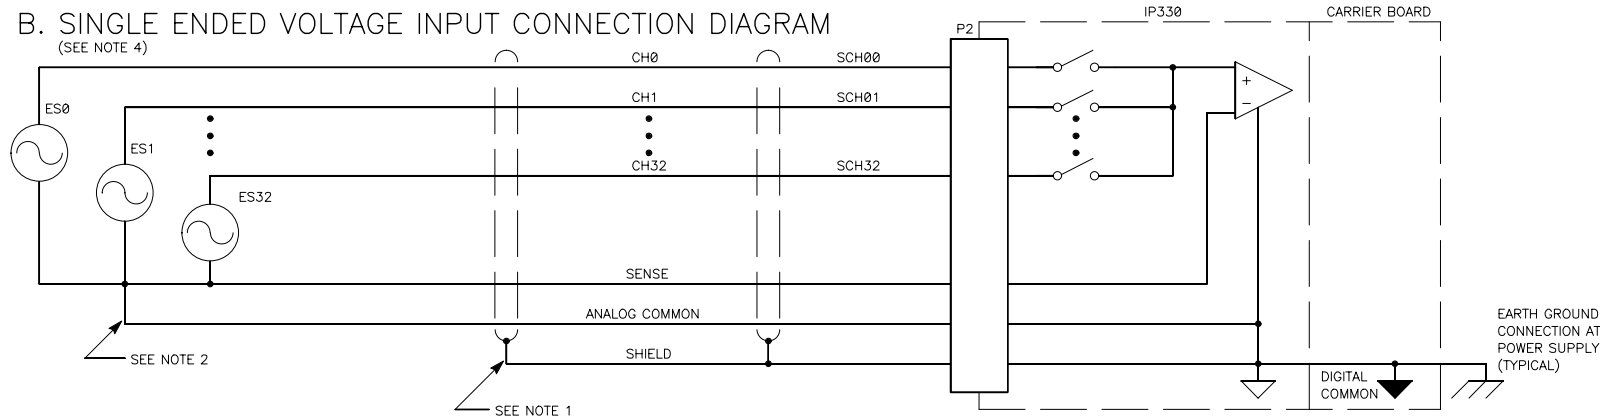 B. SINGLE ENDED VOLTAGE INPUT CONNECTION DIAGRAM
(SEE NOTE 4)
IP330
CARRIER BOARD
P2
CH0
SCH00
CH1
SCH01
CH32
SCH32
ES0
ES1
ES32
+
−
SENSE
ANALOG COMMON
SHIELD
SEE NOTE 2
SEE NOTE 1
DIGITAL
COMMON
EARTH GROUND
CONNECTION AT
POWER SUPPLY
(TYPICAL)